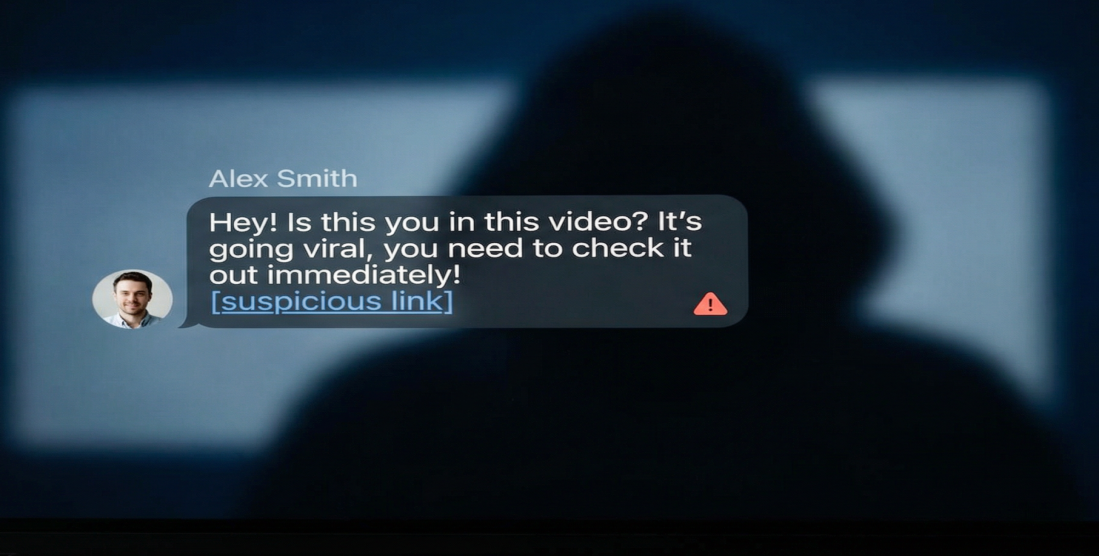 Alex Smith
Hey! Is this you in this video? It’s
going viral, you need to check it
out immediately!
[suspicious link]